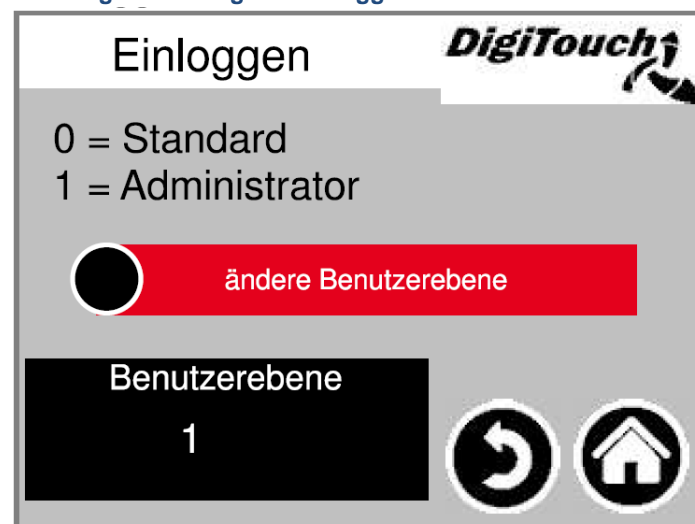 Einloggen
DigiTouch
0 = Standard
1 = Administrator
ändere Benutzerebene
Benutzerebene
1